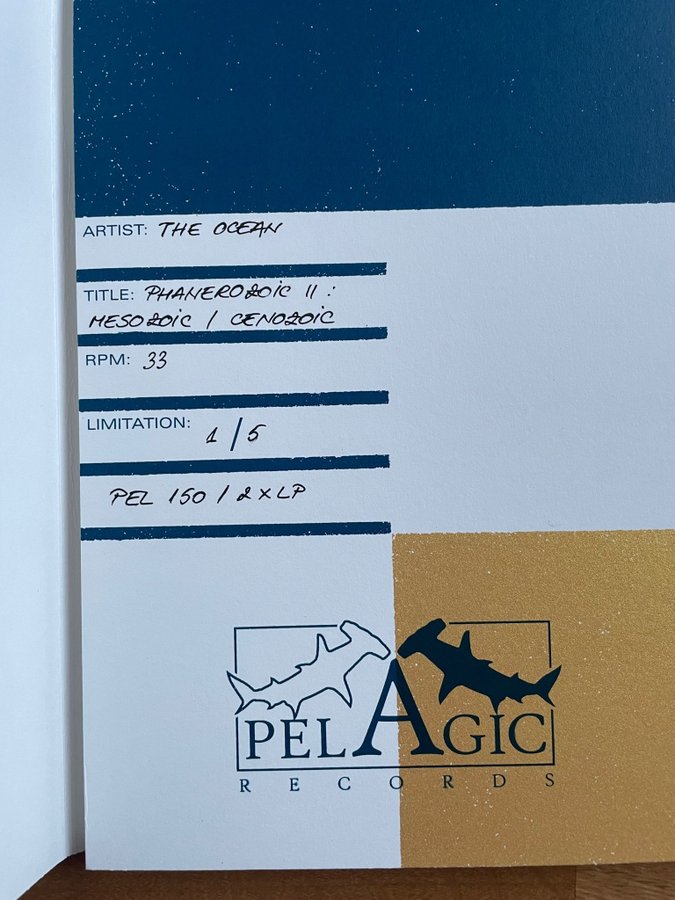 ARTIST: THE OCEAN
TITLE: PHANEROZOIC II :
MESOZOIC / CENOZOIC
RPM: 33
LIMITATION: 1/5
PEL 150 / 2xLP
PELAGIC
RECORDS